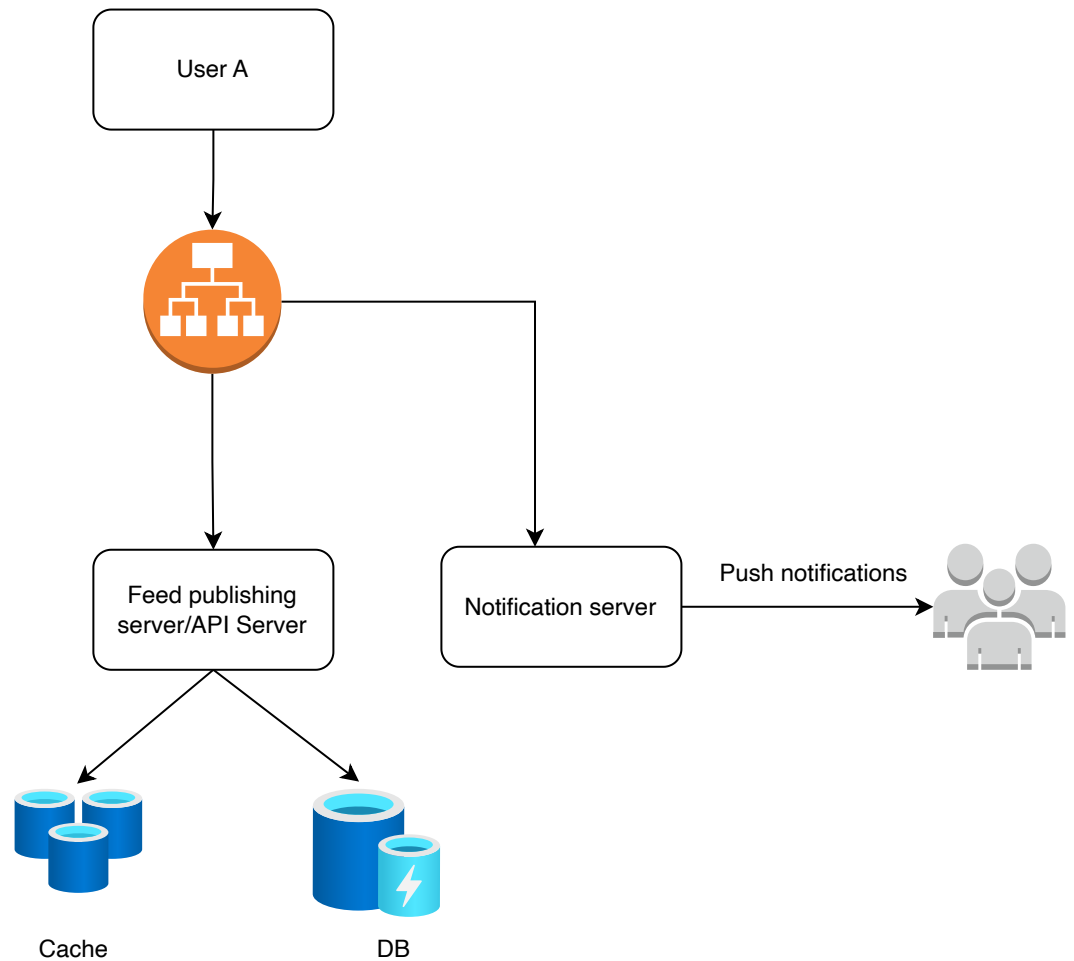 User A
Feed publishing
server/API Server
Notification server
Push notifications
Cache
DB